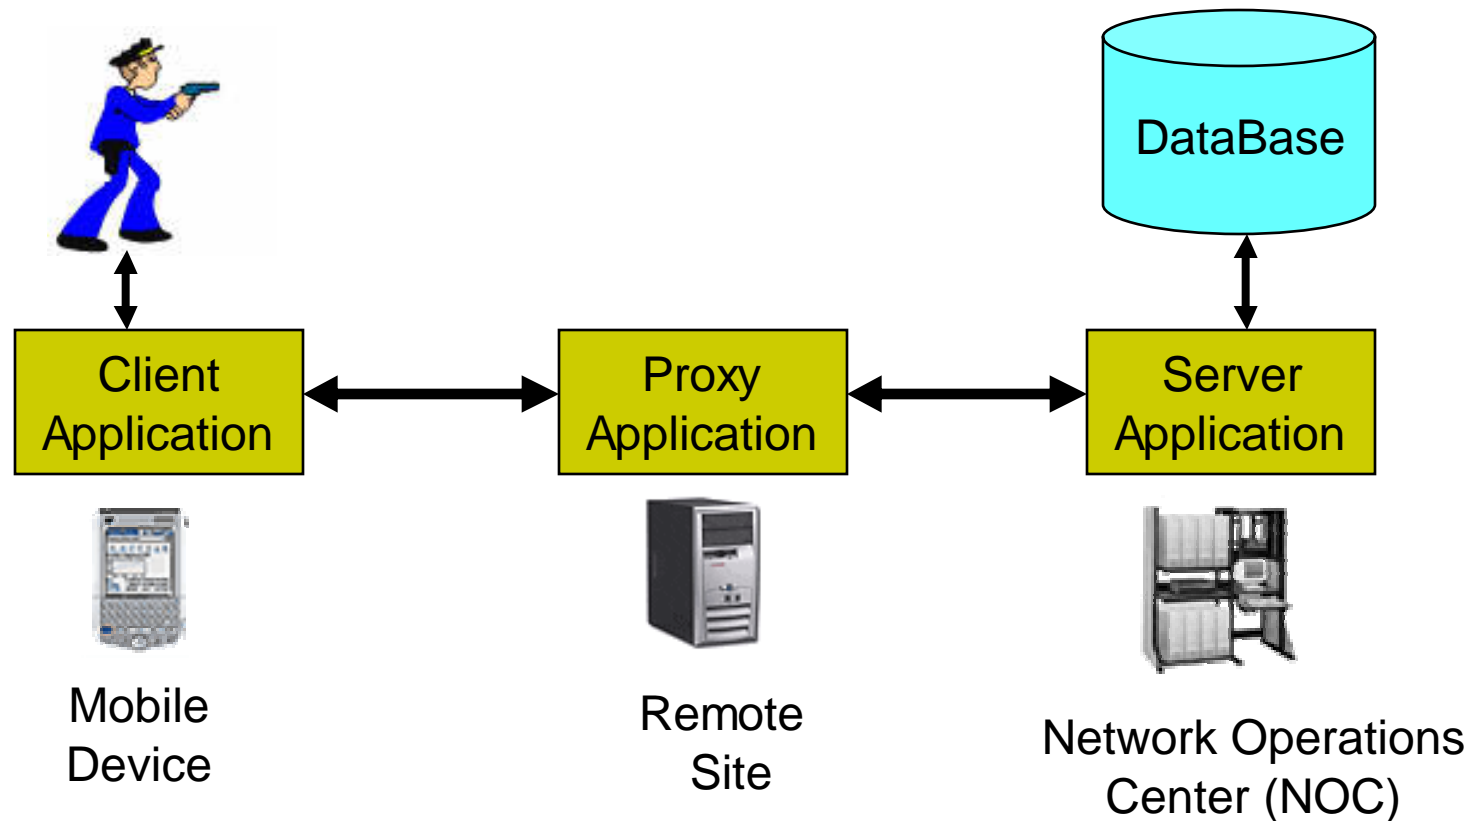 DataBase
Client
Application
Proxy
Application
Server
Application
Mobile
Device
Remote
Site
Network Operations
Center (NOC)